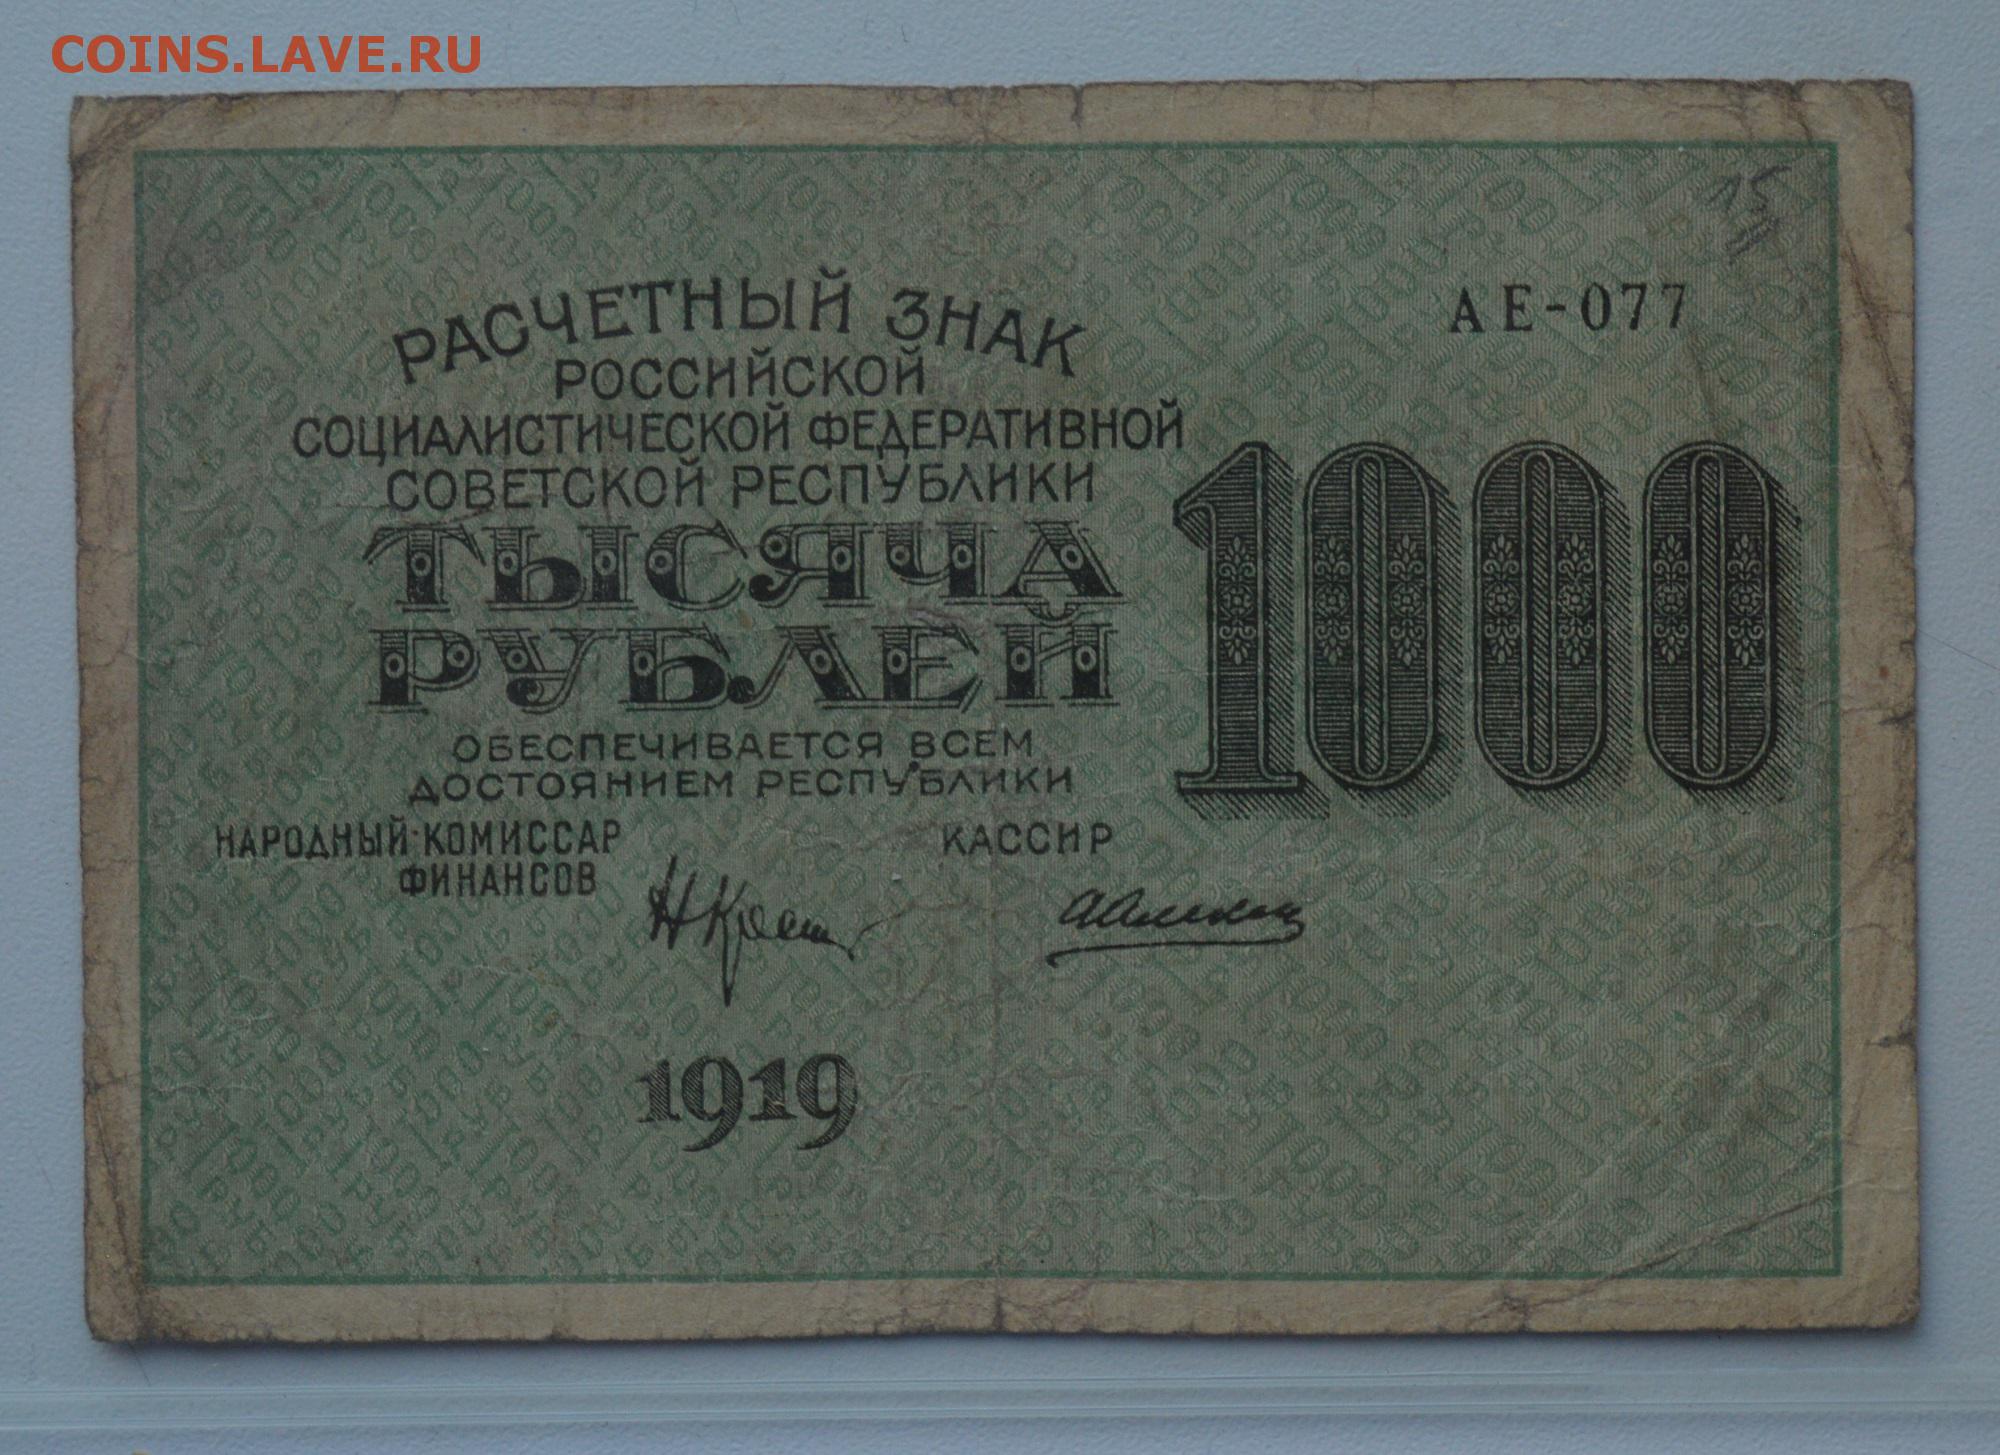 COINS.LAVE.RU
РАСЧЕТНЫЙ ЗНАК
АЕ-077
РОССИЙСКОЙ
СОЦИАЛИСТИЧЕСКОЙ ФЕДЕРАТИВНОЙ
СОВЕТСКОЙ РЕСПУБЛИКИ
ТЫСЯЧА
РУБЛЕЙ
1000
ОБЕСПЕЧИВАЕТСЯ ВСЕМ
ДОСТОЯНИЕМ РЕСПУБЛИКИ
НАРОДНЫЙ КОМИССАР
ФИНАНСОВ
КАССИР
1919